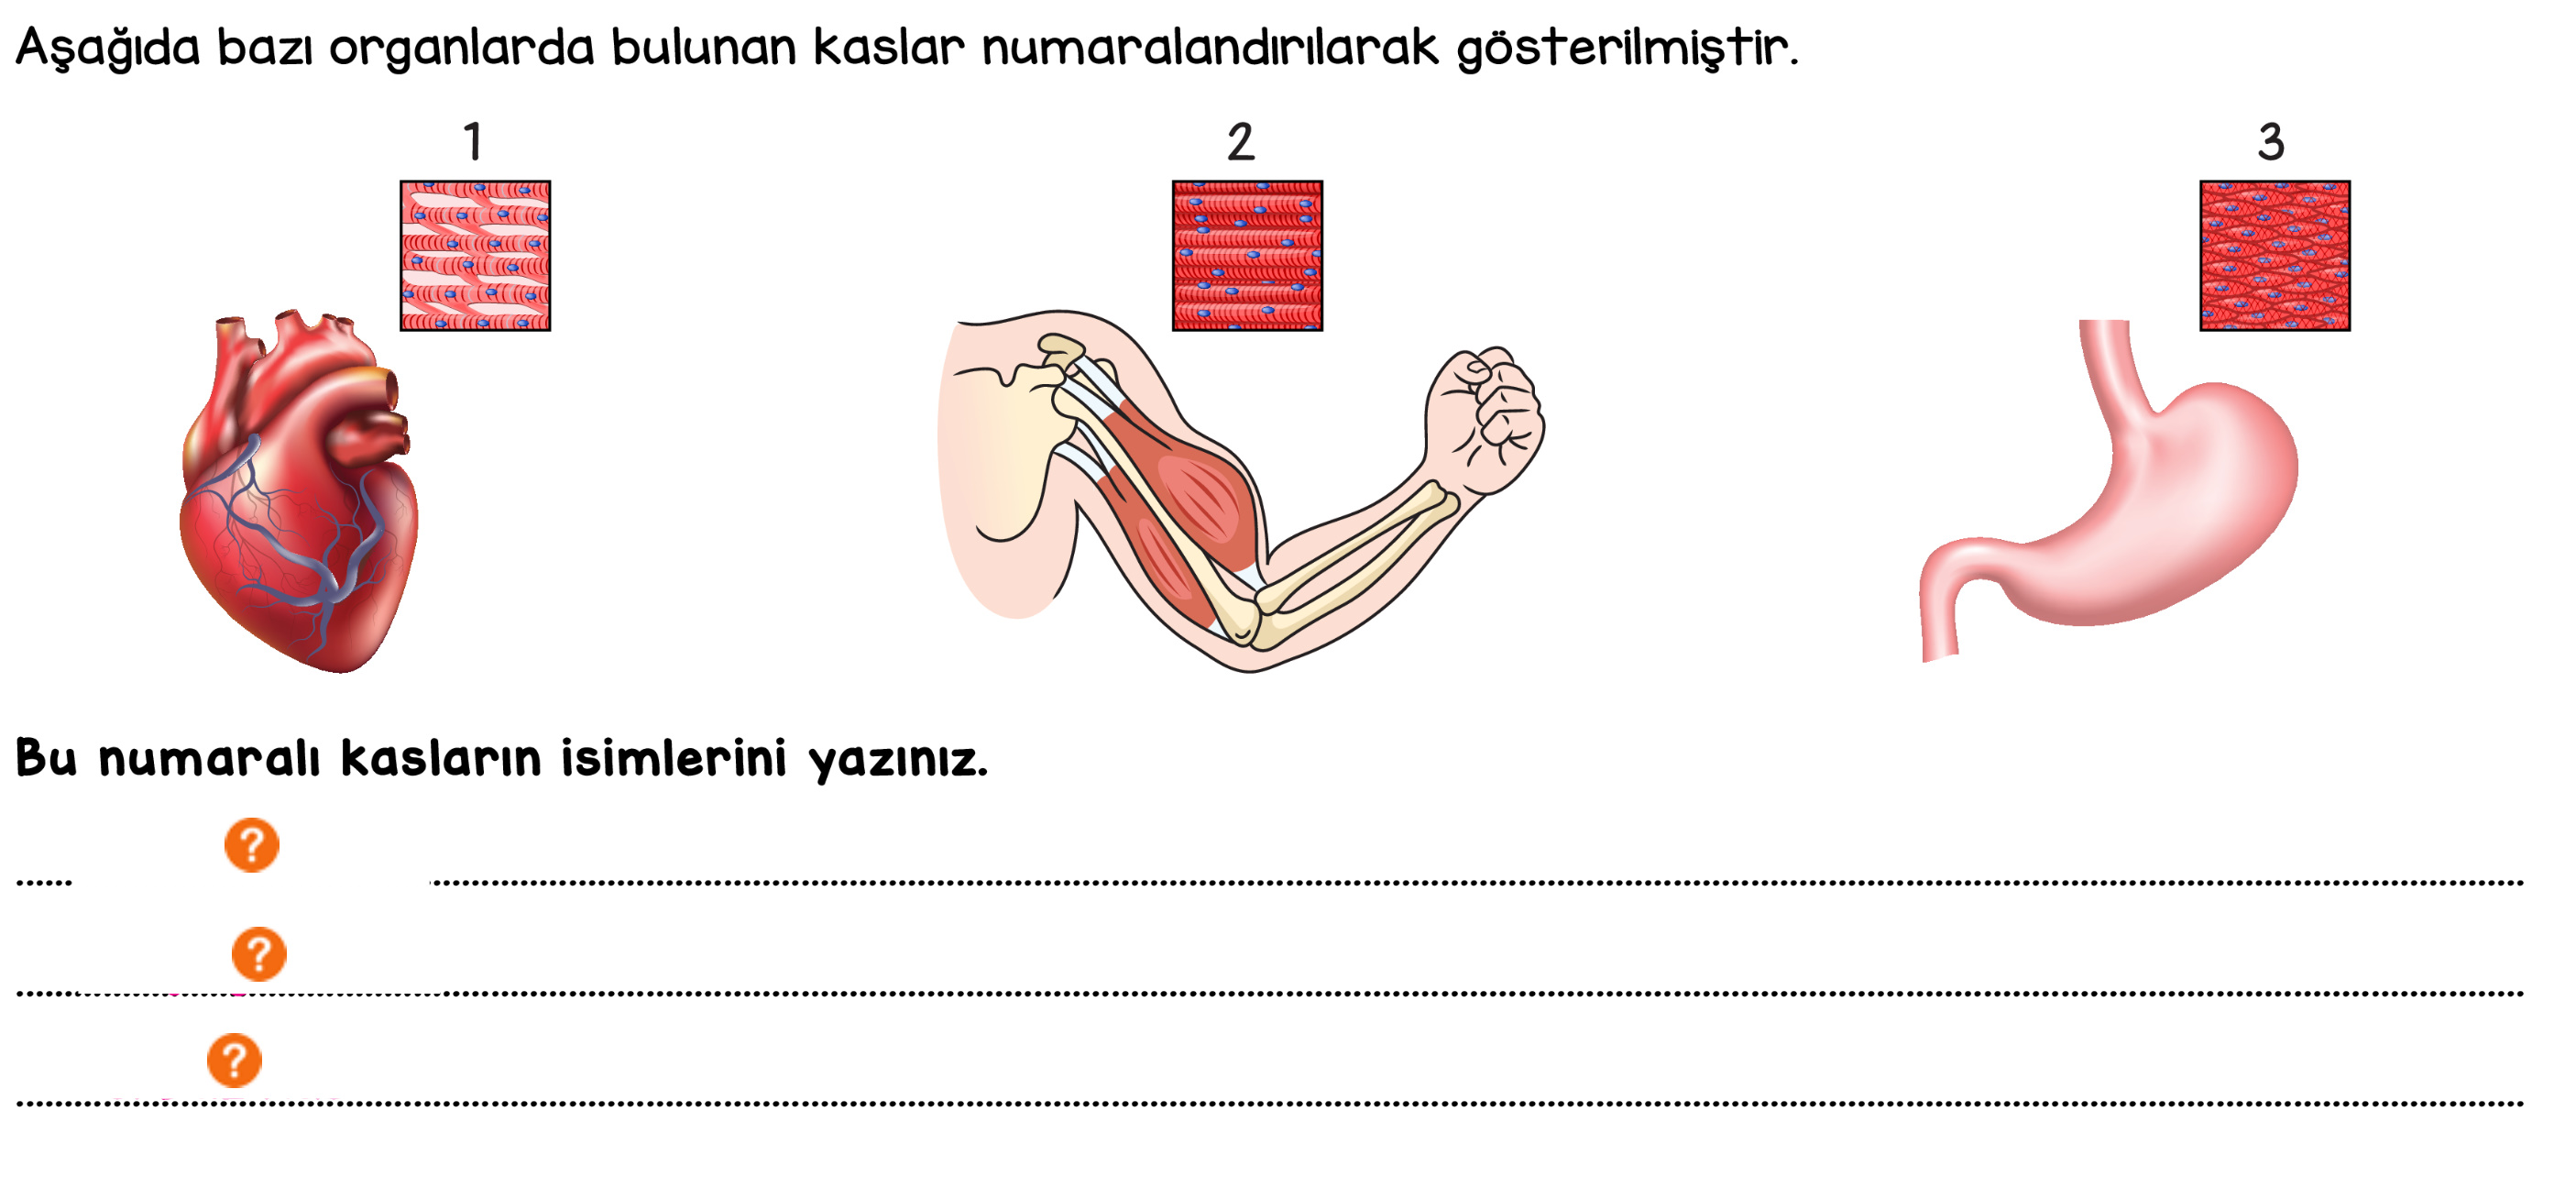 Aşağıda bazı organlarda bulunan kaslar numaralandırılarak gösterilmiştir.
1 2 3
Bu numaralı kasların isimlerini yazınız.
?
?
?